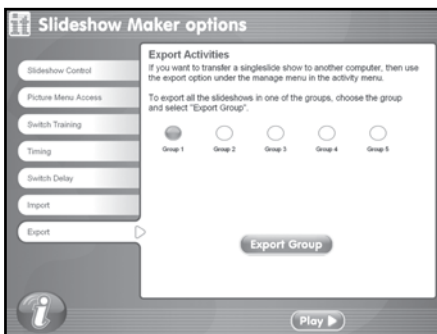 Slideshow Maker options
Slideshow Control
Picture Menu Access
Switch Training
Timing
Switch Delay
Import
Export
Export Activities
If you want to transfer a singleslide show to another computer, then use
the export option under the manage menu in the activity menu.
To export all the slideshows in one of the groups, choose the group
and select "Export Group".
Group 1 Group 2 Group 3 Group 4 Group 5
Export Group
i
Play